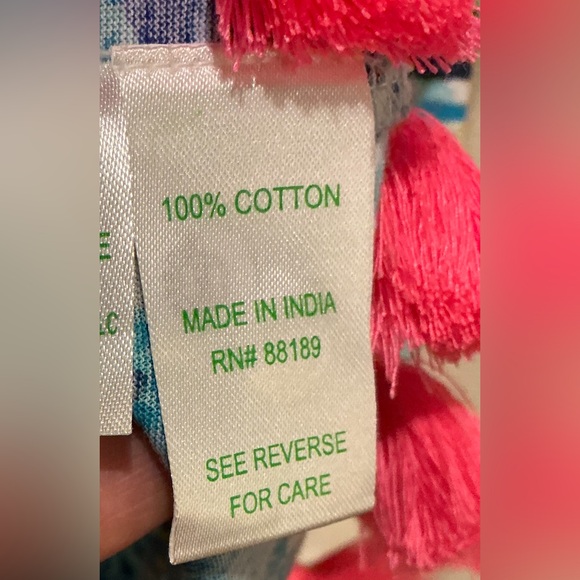 100% COTTON
MADE IN INDIA
RN# 88189
SEE REVERSE
FOR CARE